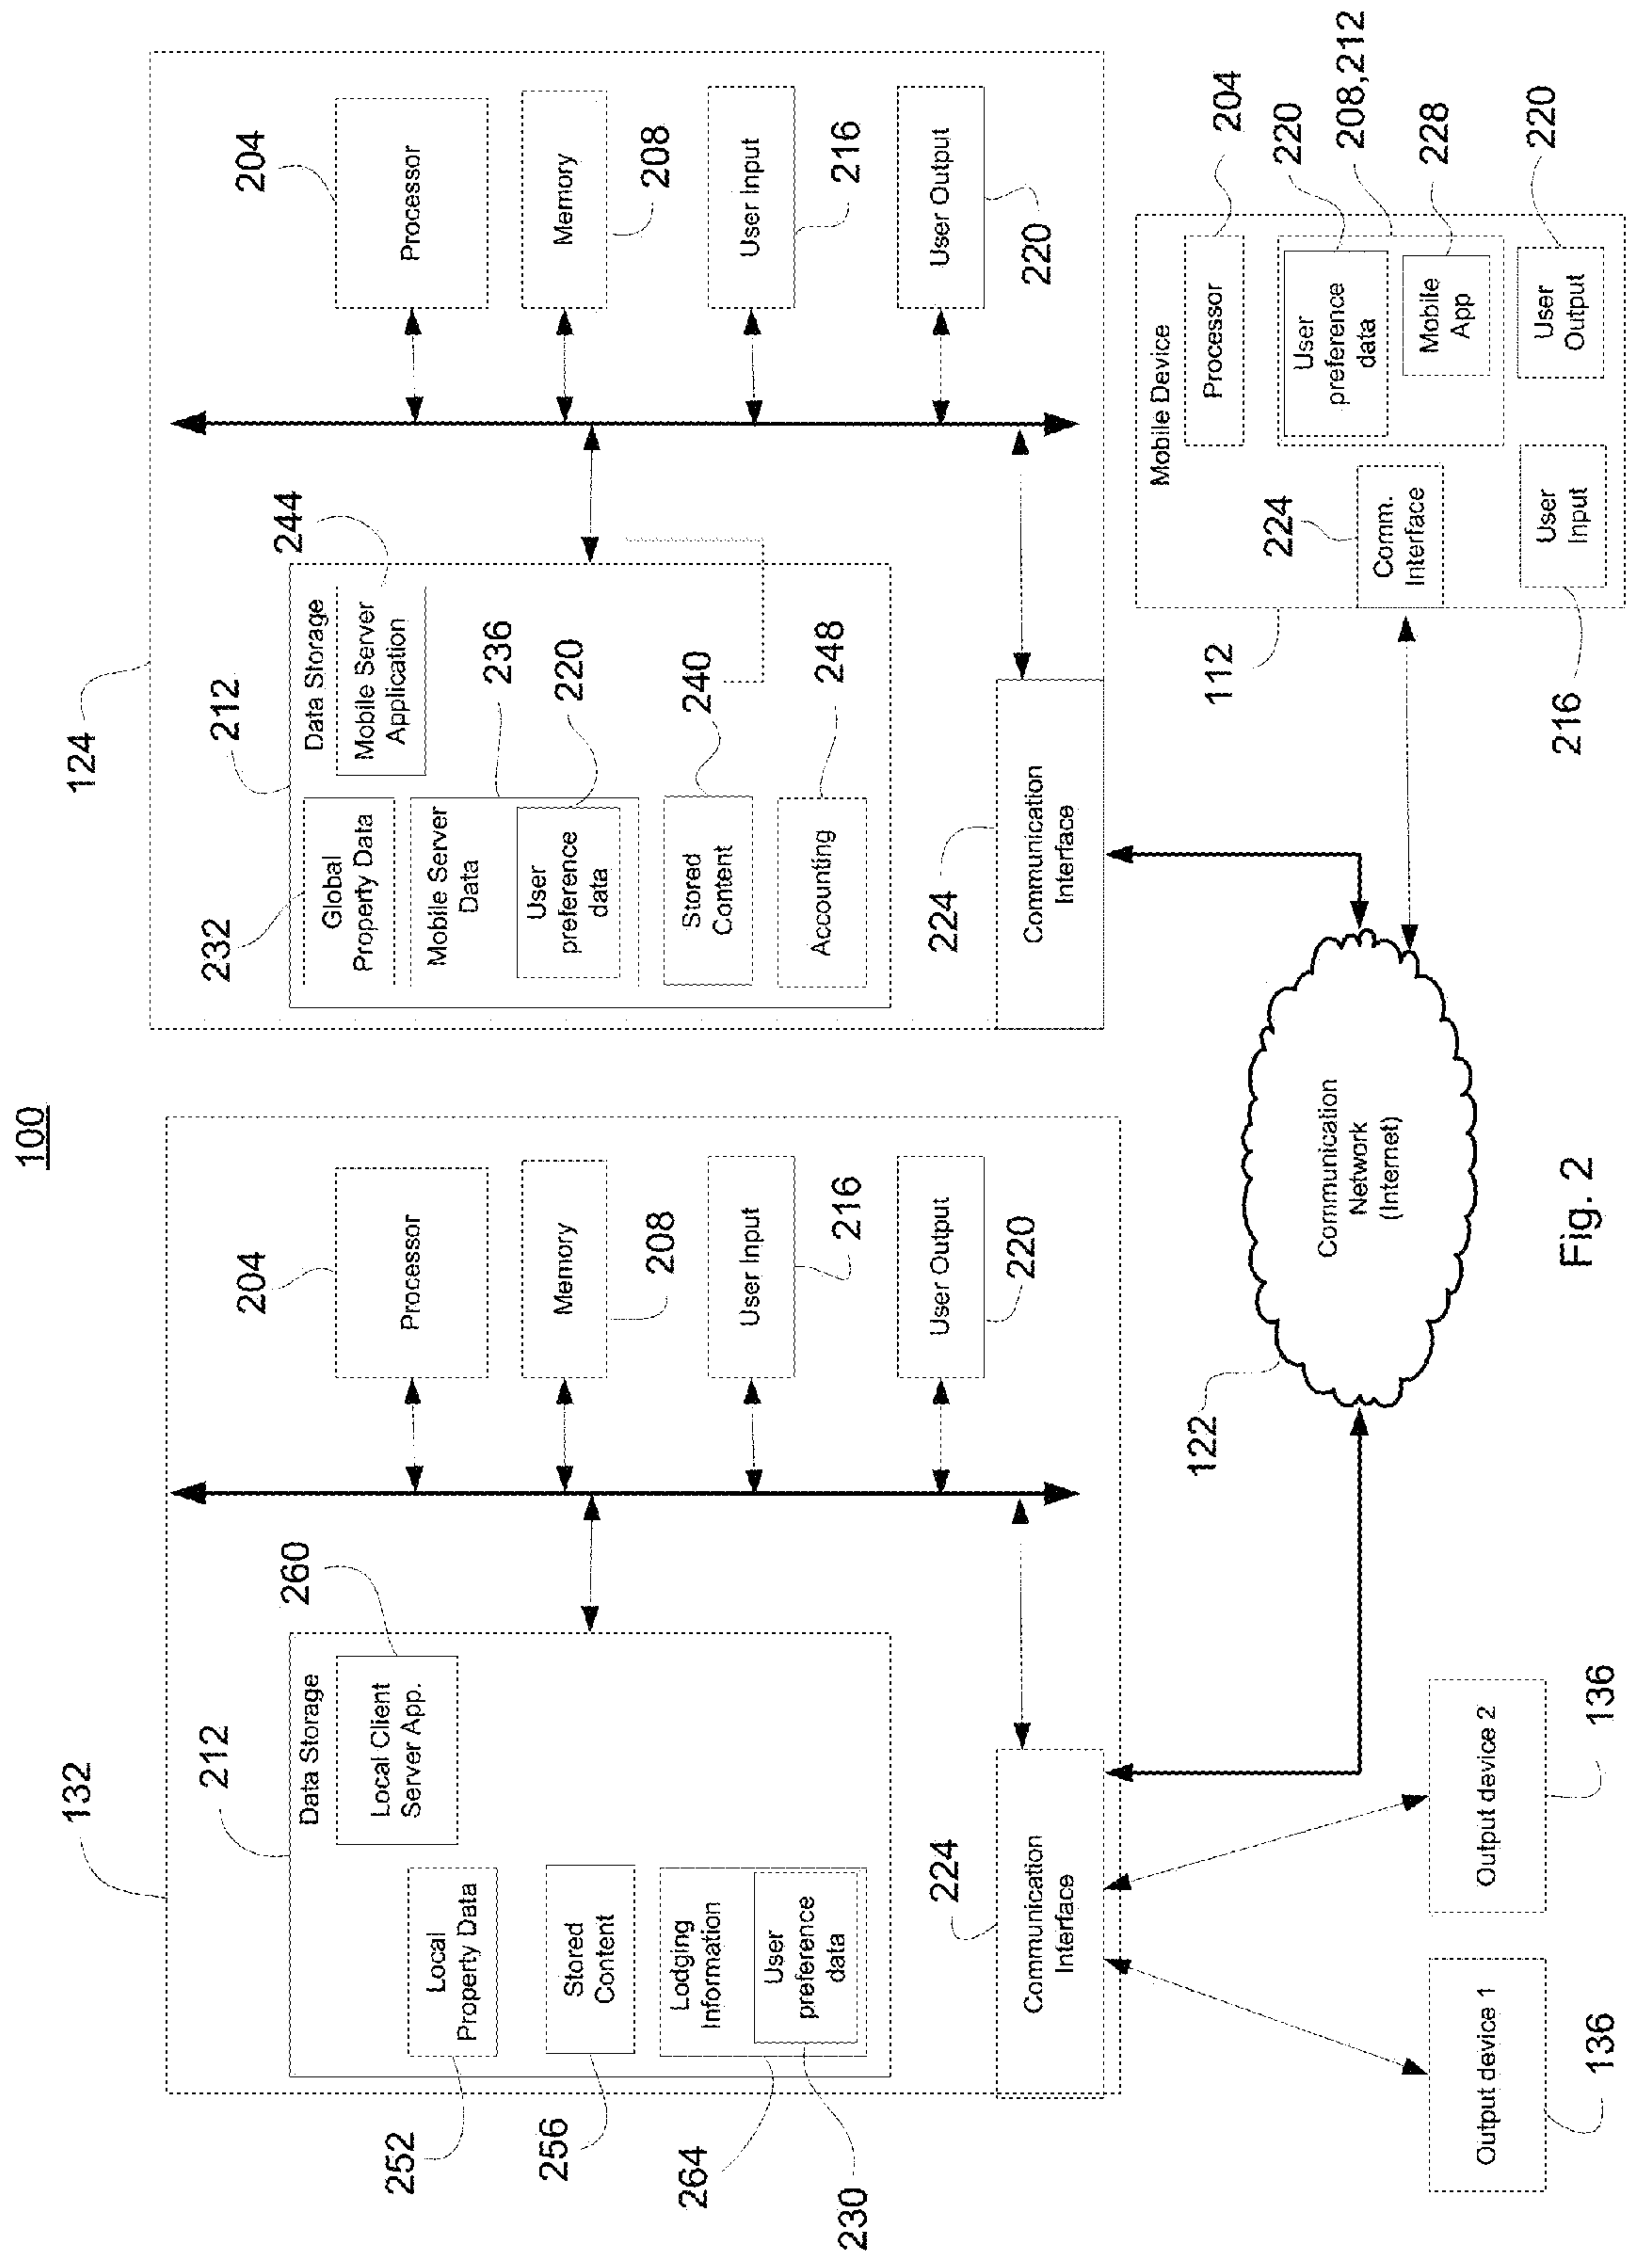 100
132
212
Data Storage
Local Client
Server App.
260
252
Local
Property Data
256
Stored
Content
264
Lodging
Information
230
User
preference
data
204
Processor
Memory
208
User Input
216
User Output
220
224
Communication
Interface
124
212
Data Storage
244
Mobile Server
Application
232
Global
Property Data
236
Mobile Server
Data
220
User
preference
data
240
Stored
Content
248
Accounting
204
Processor
Memory
208
User Input
216
User Output
220
224
Communication
Interface
Mobile Device
112
Processor
204
220
User
preference
data
208,212
Mobile
App
228
224
Comm.
Interface
User
Input
216
User
Output
220
122
Communication
Network
(Internet)
Output device 1
136
Output device 2
136
Fig. 2